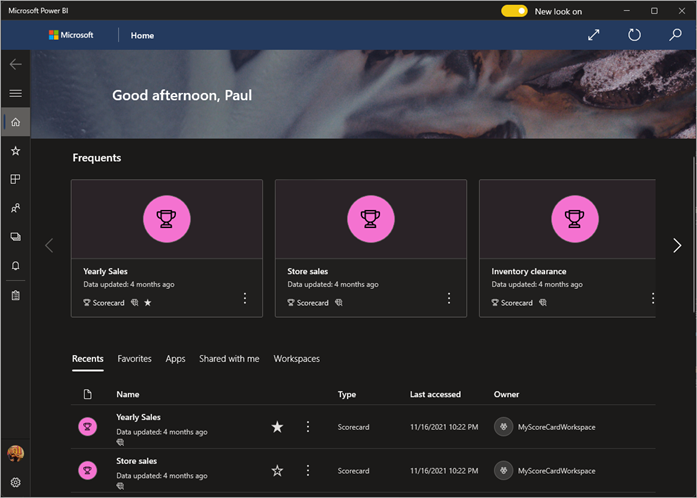 Microsoft Power BI
New look on
Microsoft
Home
Good afternoon, Paul
Frequents
Yearly Sales
Data updated: 4 months ago
Scorecard
Store sales
Data updated: 4 months ago
Scorecard
Inventory clearance
Data updated: 4 months ago
Scorecard
Recents Favorites Apps Shared with me Workspaces
Name Type Last accessed Owner
Yearly Sales
Data updated: 4 months ago
Scorecard 11/16/2021 10:22 PM MyScoreCardWorkspace
Store sales
Data updated: 4 months ago
Scorecard 11/16/2021 10:22 PM MyScoreCardWorkspace